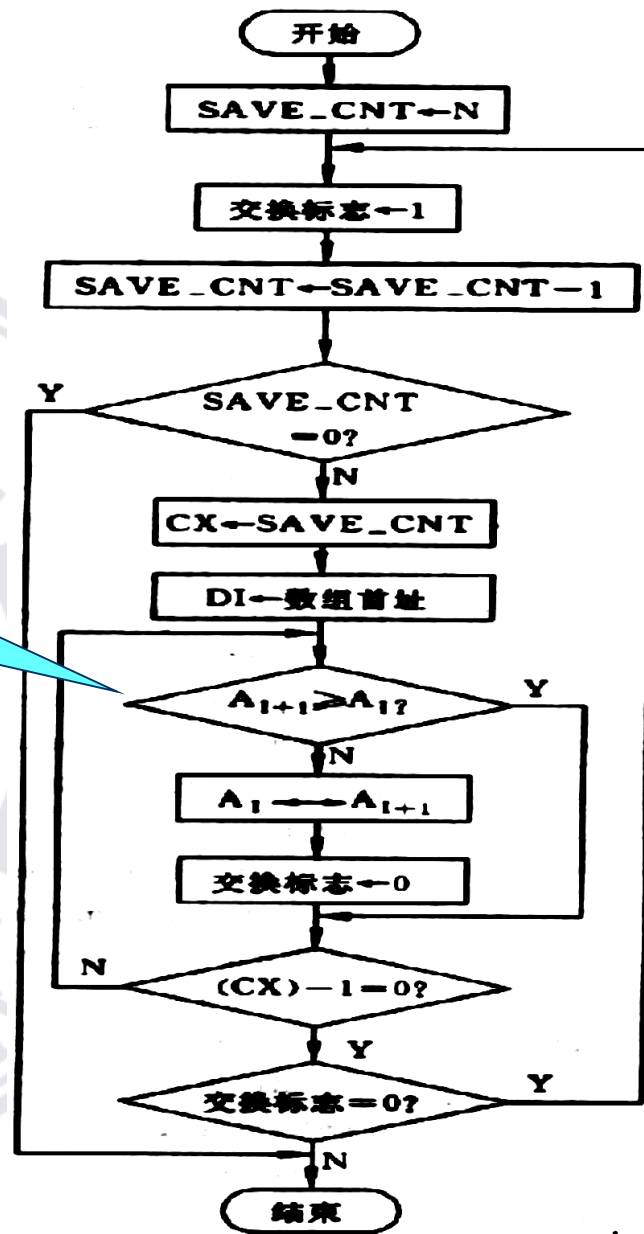 开始
SAVE_CNT←N
交换标志←1
SAVE_CNT←SAVE_CNT-1
Y
SAVE_CNT
=0?
N
CX←SAVE_CNT
DI←数组首址
A_{I+1}⩾A_I?
Y
N
A_I ⟷ A_{I+1}
交换标志←0
N
(CX)-1=0?
Y
交换标志=0?
Y
N
结束